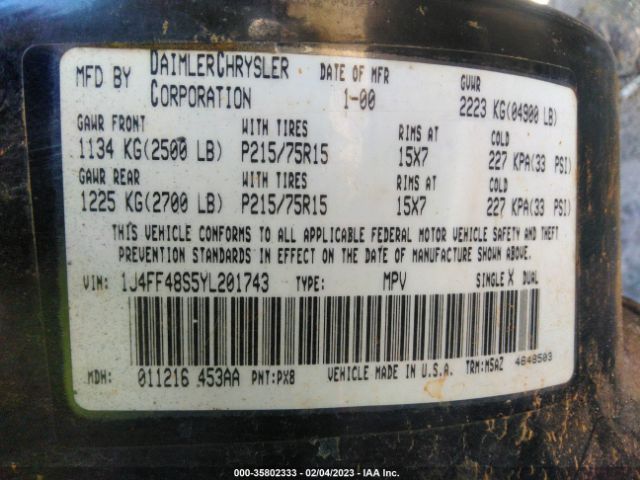 MFD BY DAIMLERCHRYSLER CORPORATION DATE OF MFR 1-00 GVWR 2223 KG(04900 LB)
GAWR FRONT WITH TIRES RIMS AT COLD
1134 KG(2500 LB) P215/75R15 15X7 227 KPA(33 PSI)
GAWR REAR WITH TIRES RIMS AT COLD
1225 KG(2700 LB) P215/75R15 15X7 227 KPA(33 PSI)
THIS VEHICLE CONFORMS TO ALL APPLICABLE FEDERAL MOTOR VEHICLE SAFETY AND THEFT
PREVENTION STANDARDS IN EFFECT ON THE DATE OF MANUFACTURE SHOWN ABOVE.
VIN: 1J4FF48S5YL201743 TYPE: MPV SINGLE X DUAL
MDH: 011216 453AA PNT:PX8 VEHICLE MADE IN U.S.A. TRM:M5AZ 4648503
000-35802333 - 02/04/2023 - IAA Inc.